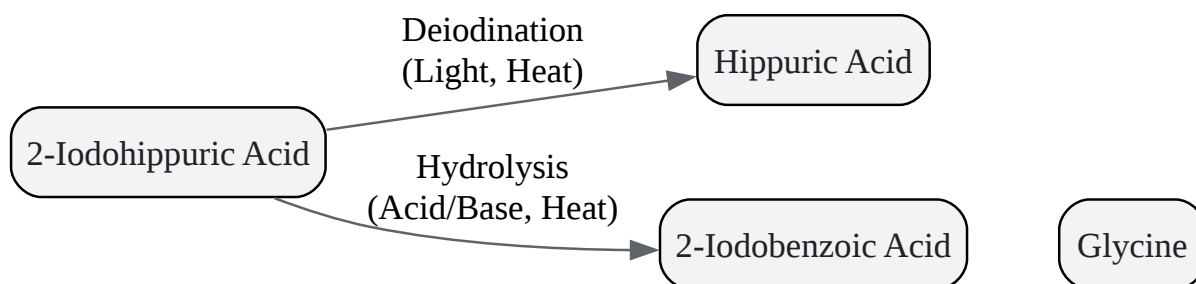 Deiodination
(Light, Heat)
Hippuric Acid
2-Iodohippuric Acid
Hydrolysis
(Acid/Base, Heat)
2-Iodobenzoic Acid
Glycine